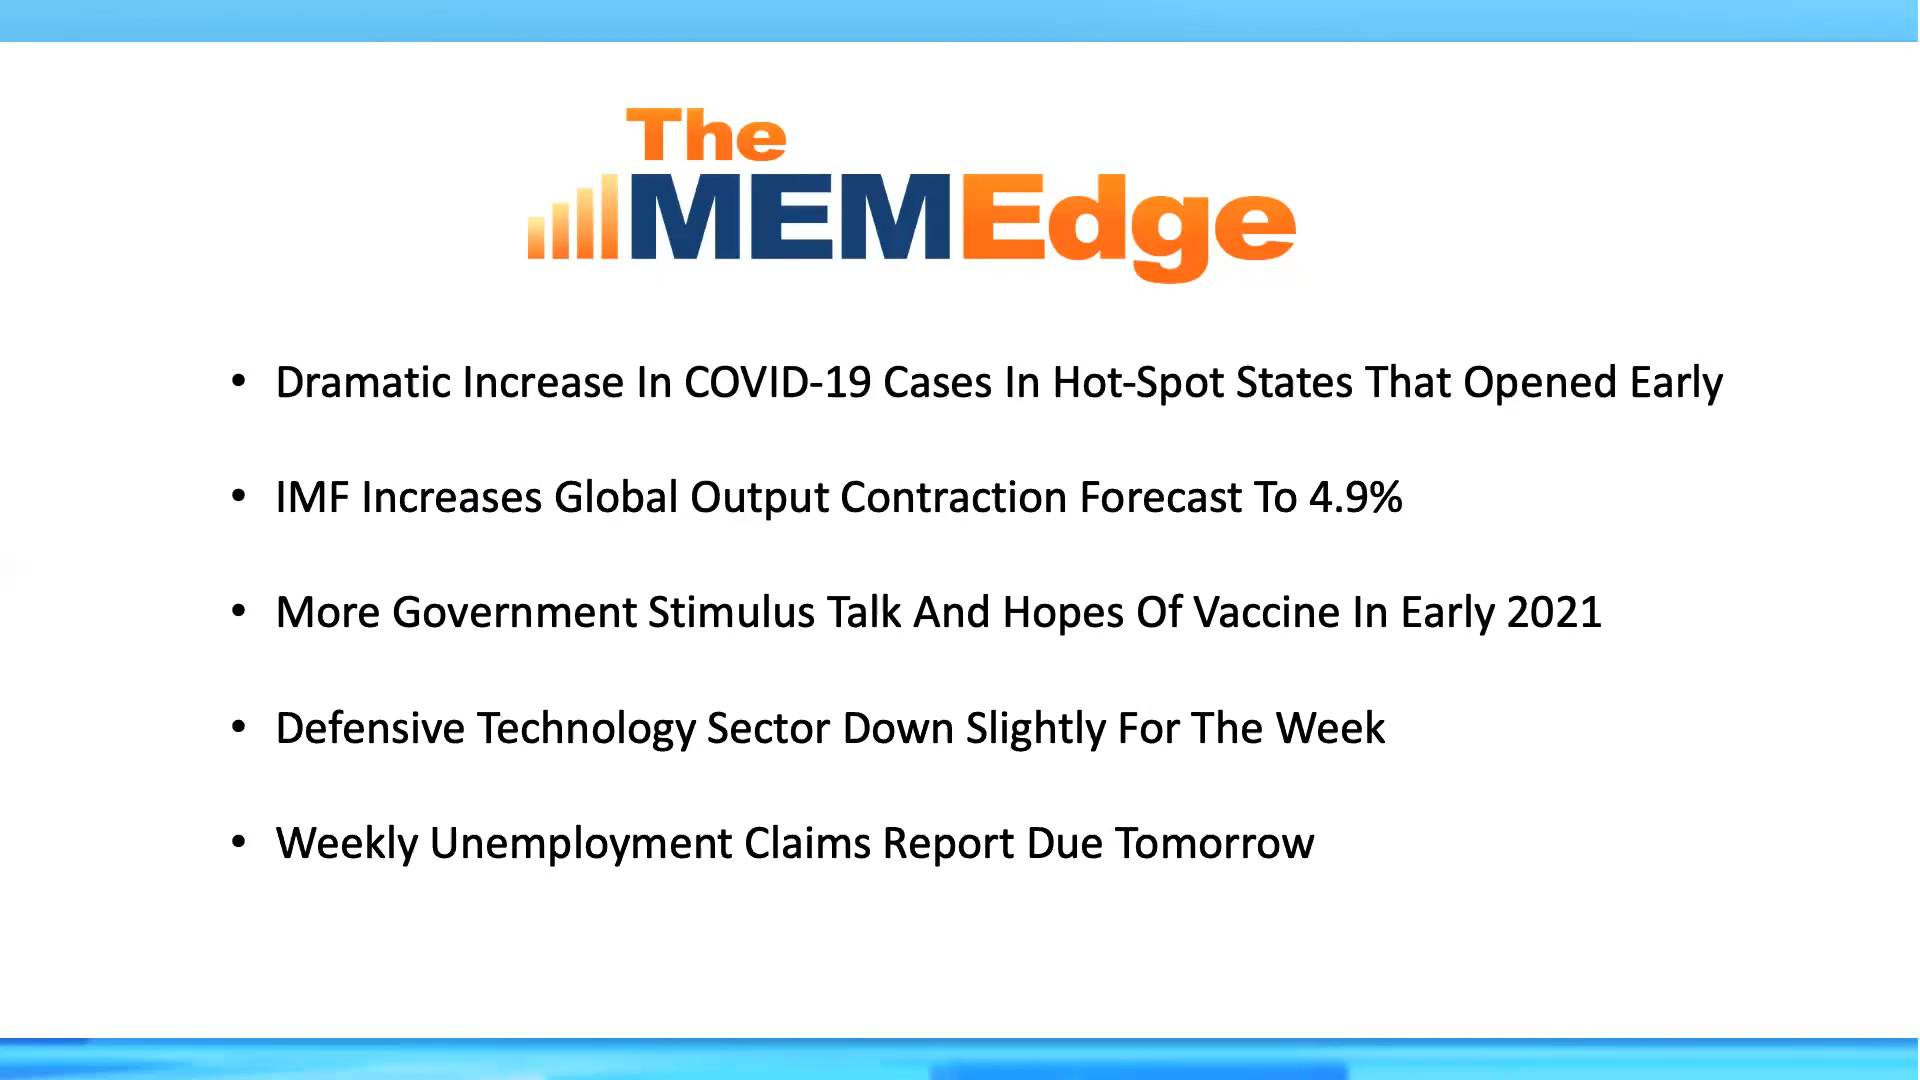 The
MEMEdge
• Dramatic Increase In COVID-19 Cases In Hot-Spot States That Opened Early
• IMF Increases Global Output Contraction Forecast To 4.9%
• More Government Stimulus Talk And Hopes Of Vaccine In Early 2021
• Defensive Technology Sector Down Slightly For The Week
• Weekly Unemployment Claims Report Due Tomorrow